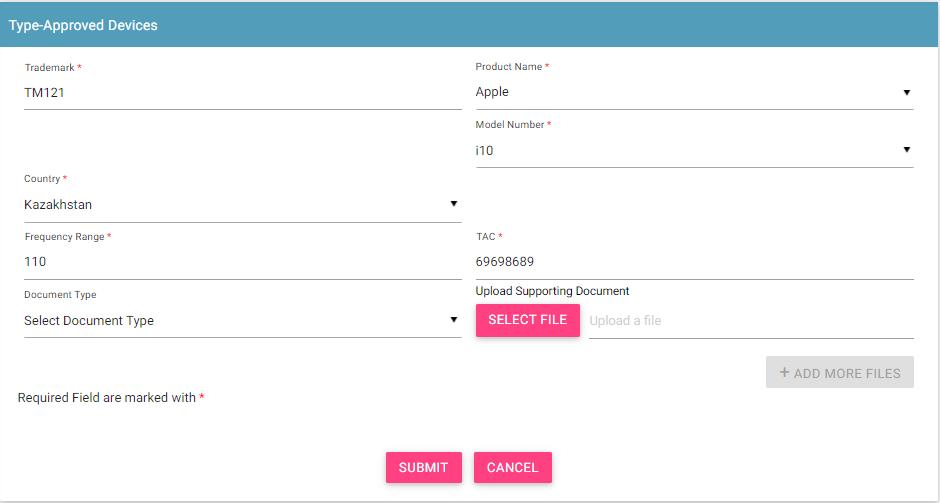 Type-Approved Devices
Trademark *
Product Name *
TM121
Apple
Model Number *
i10
Country *
Kazakhstan
Frequency Range *
TAC *
110
69698689
Document Type
Upload Supporting Document
Select Document Type
SELECT FILE
Upload a file
+ ADD MORE FILES
Required Field are marked with *
SUBMIT
CANCEL